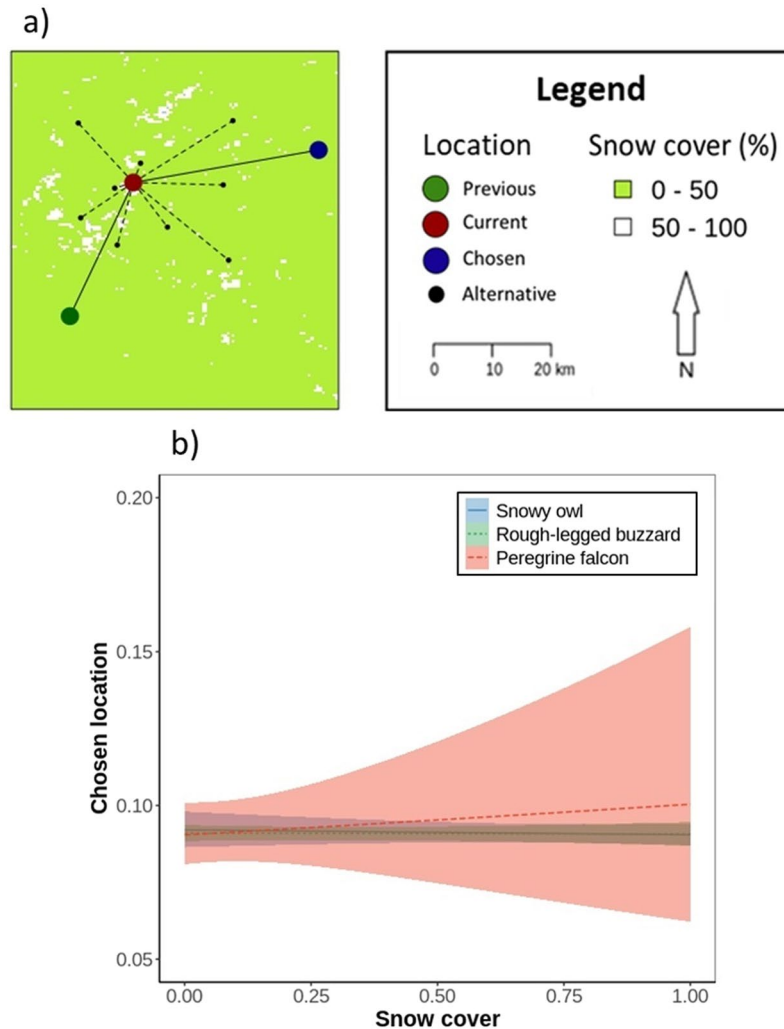 a)
Legend
Location
Previous
Current
Chosen
Alternative
0 10 20 km
Snow cover (%)
0 - 50
50 - 100
N
b)
Snowy owl
Rough-legged buzzard
Peregrine falcon
Chosen location
0.20
0.15
0.10
0.05
0.00 0.25 0.50 0.75 1.00
Snow cover